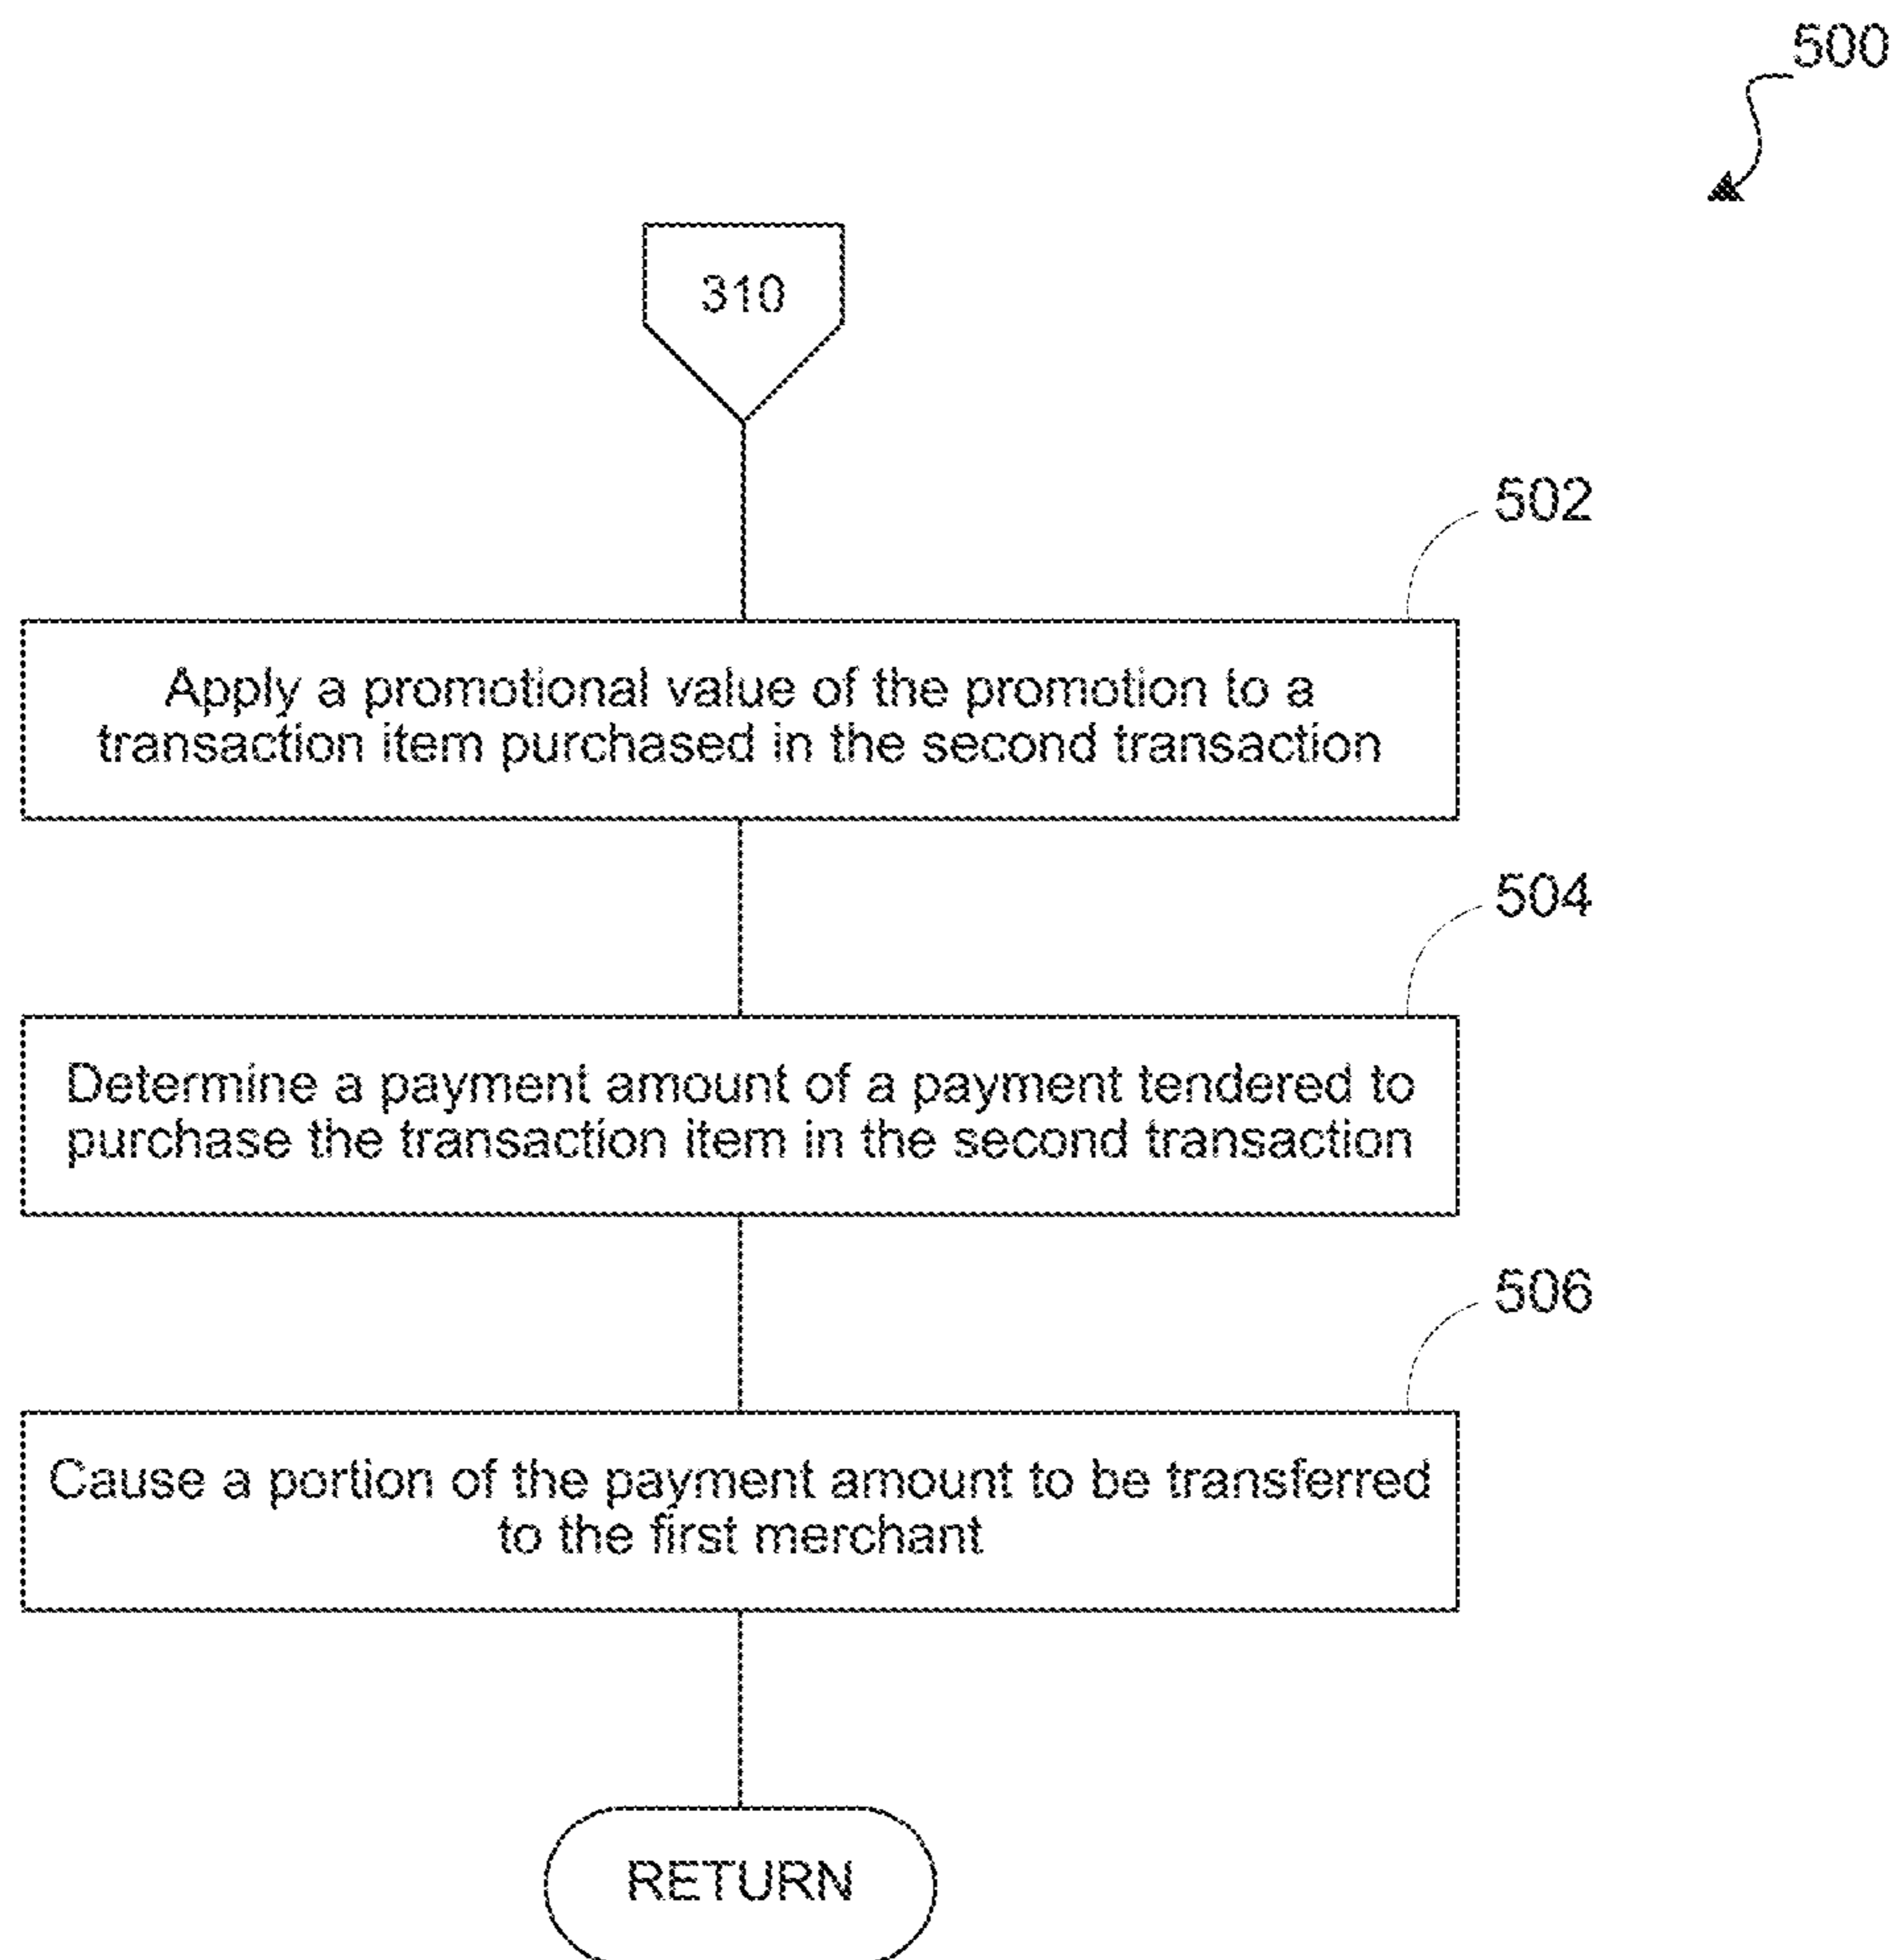 500
310
502
Apply a promotional value of the promotion to a
transaction item purchased in the second transaction
504
Determine a payment amount of a payment tendered to
purchase the transaction item in the second transaction
506
Cause a portion of the payment amount to be transferred
to the first merchant
RETURN